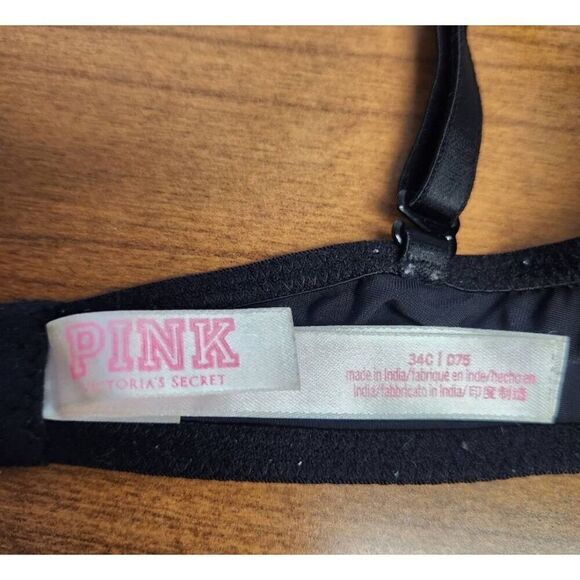 PINK
VICTORIA'S SECRET
34C | D75
made in India/fabriqué en Inde/hecho en
India/fabbricato in India/印度制造